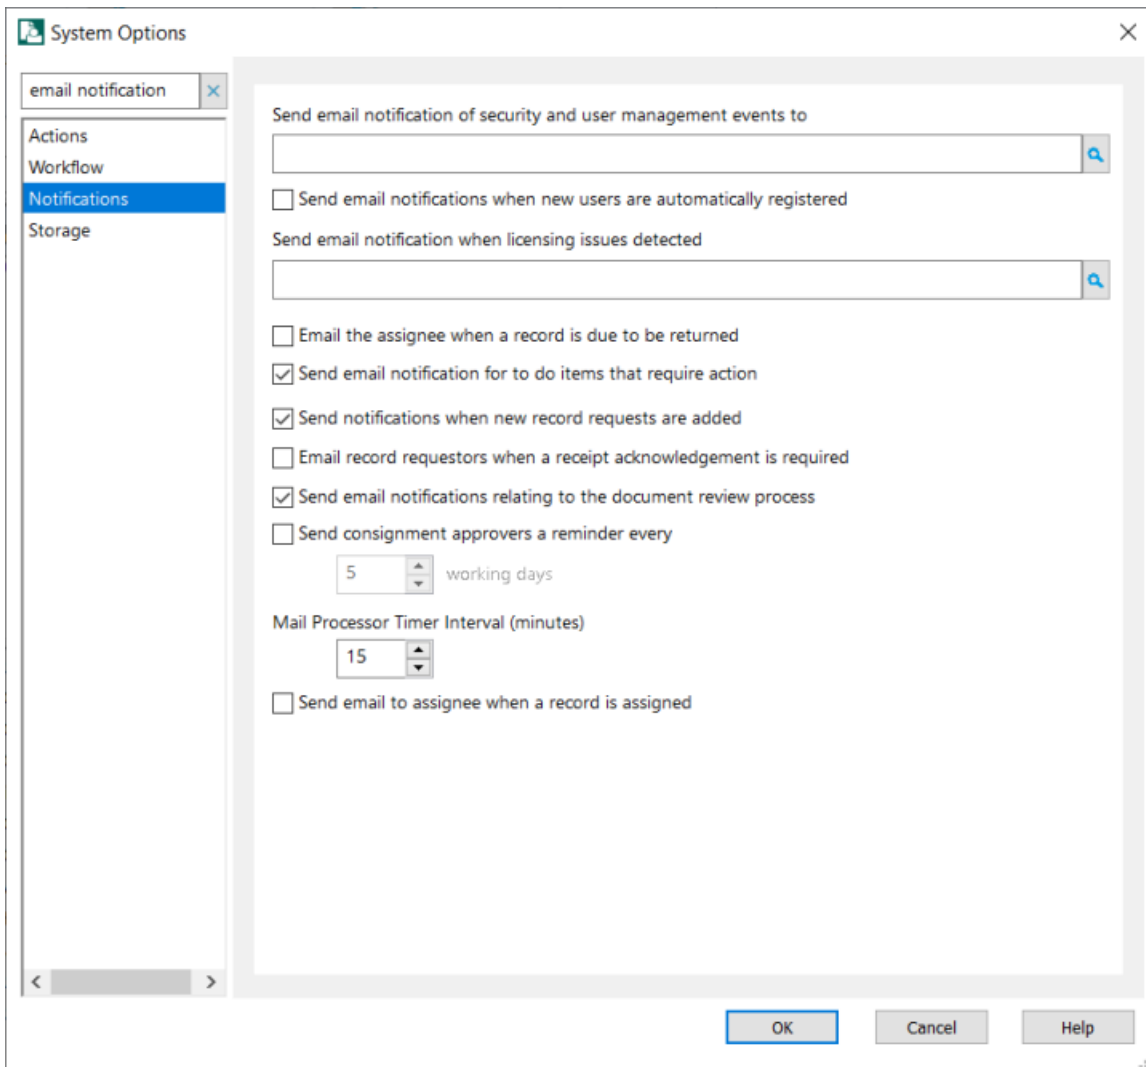 System Options
email notification
Actions
Workflow
Notifications
Storage
Send email notification of security and user management events to
Send email notifications when new users are automatically registered
Send email notification when licensing issues detected
Email the assignee when a record is due to be returned
Send email notification for to do items that require action
Send notifications when new record requests are added
Email record requestors when a receipt acknowledgement is required
Send email notifications relating to the document review process
Send consignment approvers a reminder every
5 working days
Mail Processor Timer Interval (minutes)
15
Send email to assignee when a record is assigned
OK Cancel Help